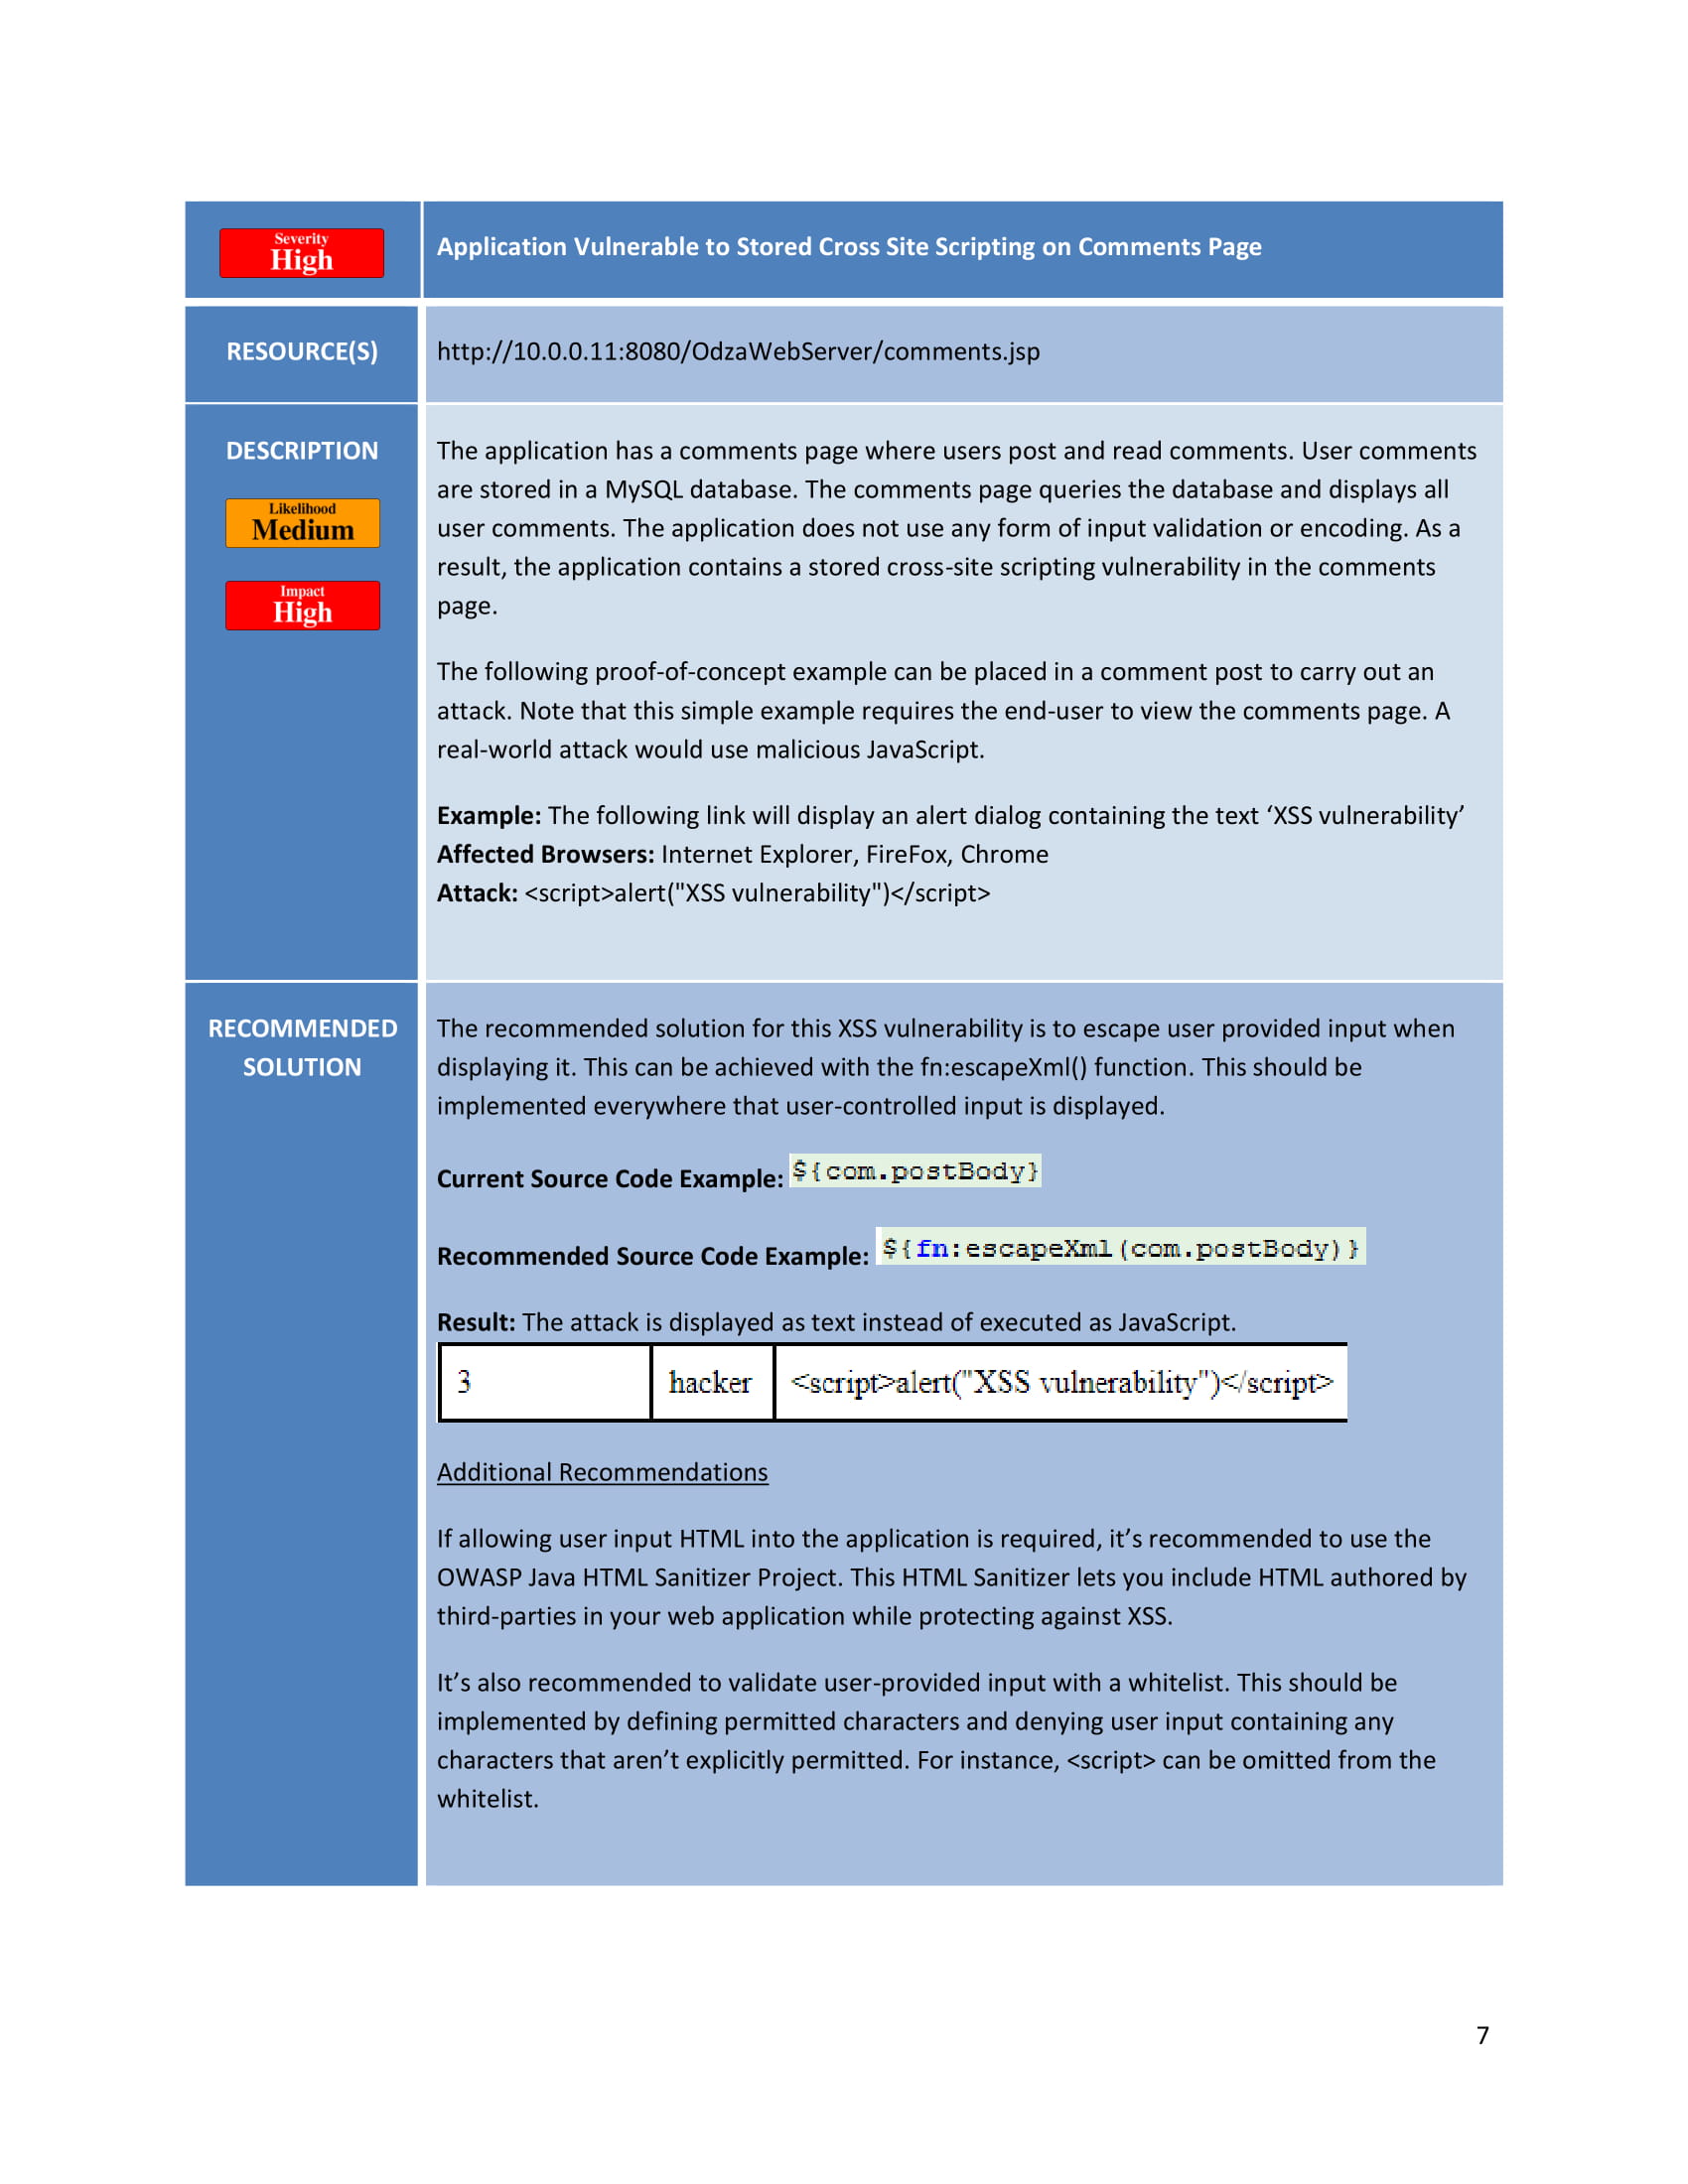 Severity
High
Application Vulnerable to Stored Cross Site Scripting on Comments Page
RESOURCE(S)
http://10.0.0.11:8080/OdzaWebServer/comments.jsp
DESCRIPTION
Likelihood
Medium
Impact
High
The application has a comments page where users post and read comments. User comments
are stored in a MySQL database. The comments page queries the database and displays all
user comments. The application does not use any form of input validation or encoding. As a
result, the application contains a stored cross-site scripting vulnerability in the comments
page.
The following proof-of-concept example can be placed in a comment post to carry out an
attack. Note that this simple example requires the end-user to view the comments page. A
real-world attack would use malicious JavaScript.
Example: The following link will display an alert dialog containing the text ‘XSS vulnerability’
Affected Browsers: Internet Explorer, FireFox, Chrome
Attack: <script>alert("XSS vulnerability")</script>
RECOMMENDED
SOLUTION
The recommended solution for this XSS vulnerability is to escape user provided input when
displaying it. This can be achieved with the fn:escapeXml() function. This should be
implemented everywhere that user-controlled input is displayed.
Current Source Code Example: ${com.postBody}
Recommended Source Code Example: ${fn:escapeXml(com.postBody)}
Result: The attack is displayed as text instead of executed as JavaScript.
3 hacker <script>alert("XSS vulnerability")</script>
Additional Recommendations
If allowing user input HTML into the application is required, it’s recommended to use the
OWASP Java HTML Sanitizer Project. This HTML Sanitizer lets you include HTML authored by
third-parties in your web application while protecting against XSS.
It’s also recommended to validate user-provided input with a whitelist. This should be
implemented by defining permitted characters and denying user input containing any
characters that aren’t explicitly permitted. For instance, <script> can be omitted from the
whitelist.
7